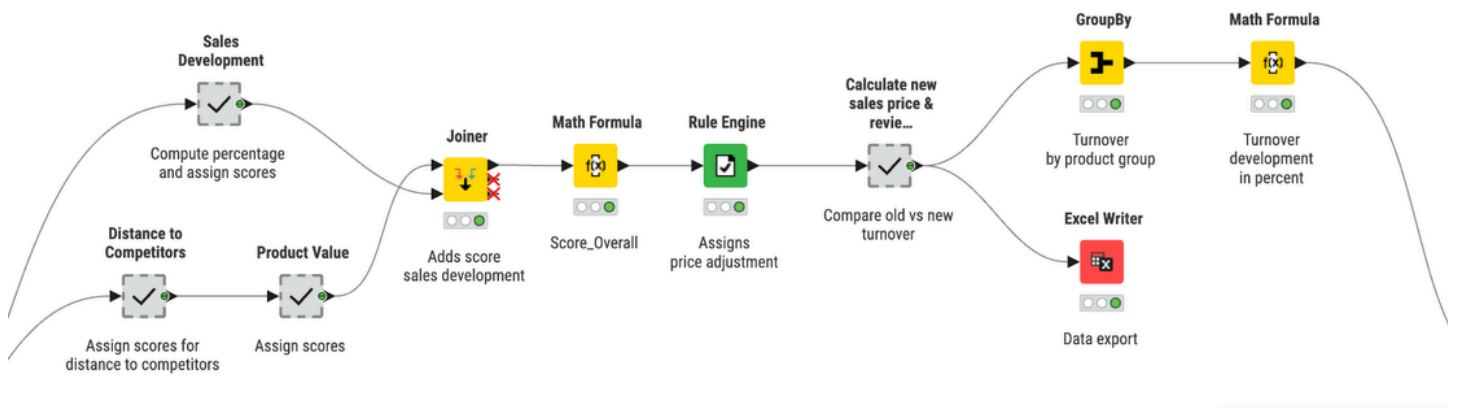 Sales
Development
Compute percentage
and assign scores
Distance to
Competitors
Assign scores for
distance to competitors
Product Value
Assign scores
Joiner
Adds score
sales development
Math Formula
f(x)
Score_Overall
Rule Engine
Assigns
price adjustment
Calculate new
sales price &
revie...
Compare old vs new
turnover
GroupBy
Turnover
by product group
Math Formula
f(x)
Turnover
development
in percent
Excel Writer
X
Data export